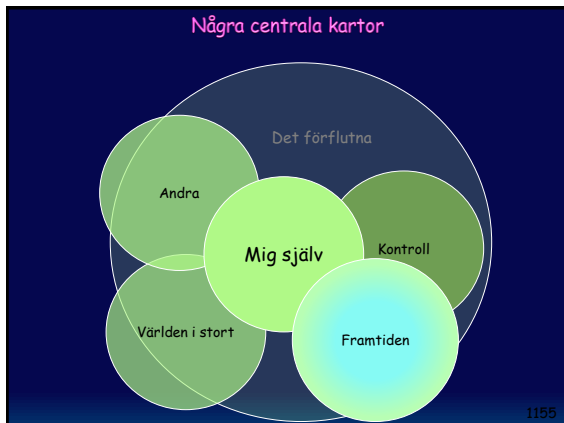 Några centrala kartor
Det förflutna
Andra
Mig själv
Kontroll
Världen i stort
Framtiden
1155